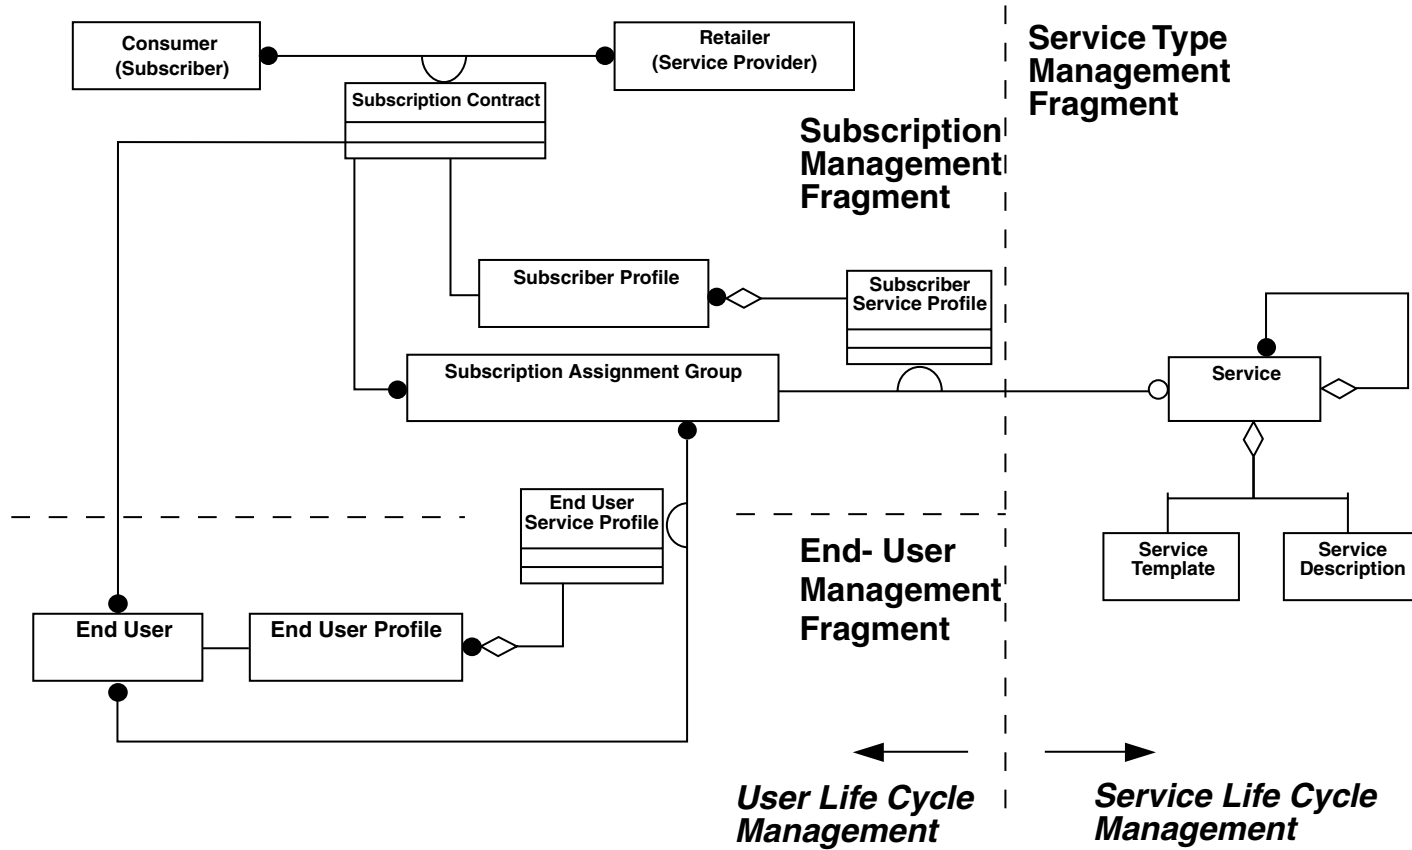 Consumer
(Subscriber)
Retailer
(Service Provider)
Service Type
Management
Fragment
Subscription Contract
Subscription
Management
Fragment
Subscriber Profile
Subscriber
Service Profile
Subscription Assignment Group
Service
End User
Service Profile
End- User
Management
Fragment
Service
Template
Service
Description
End User
End User Profile
User Life Cycle
Management
Service Life Cycle
Management